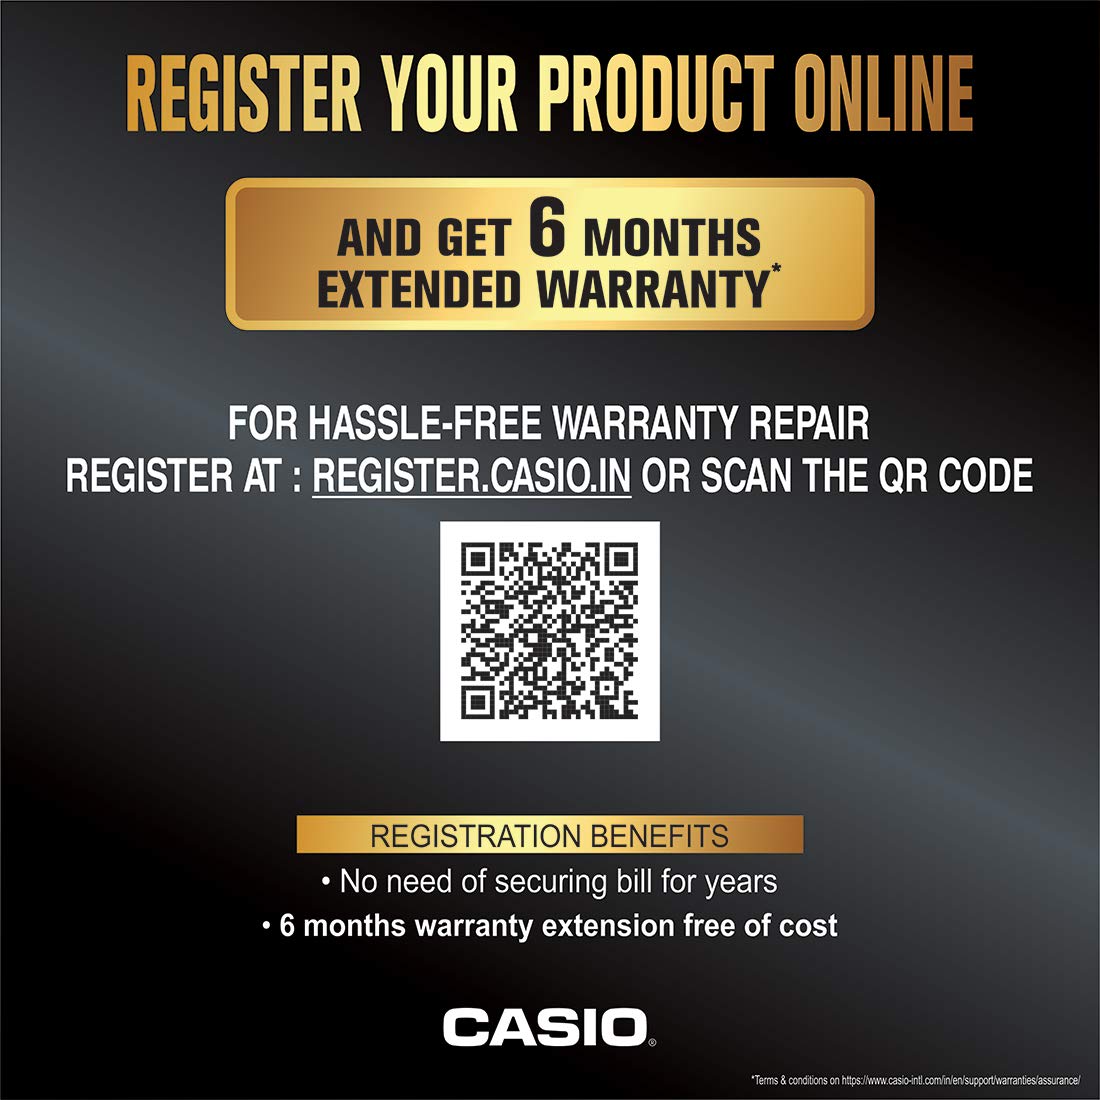 REGISTER YOUR PRODUCT ONLINE
AND GET 6 MONTHS
EXTENDED WARRANTY*
FOR HASSLE-FREE WARRANTY REPAIR
REGISTER AT : REGISTER.CASIO.IN OR SCAN THE QR CODE
REGISTRATION BENEFITS
• No need of securing bill for years
• 6 months warranty extension free of cost
CASIO®
*Terms & conditions on https://www.casio-intl.com/in/en/support/warranties/assurance/